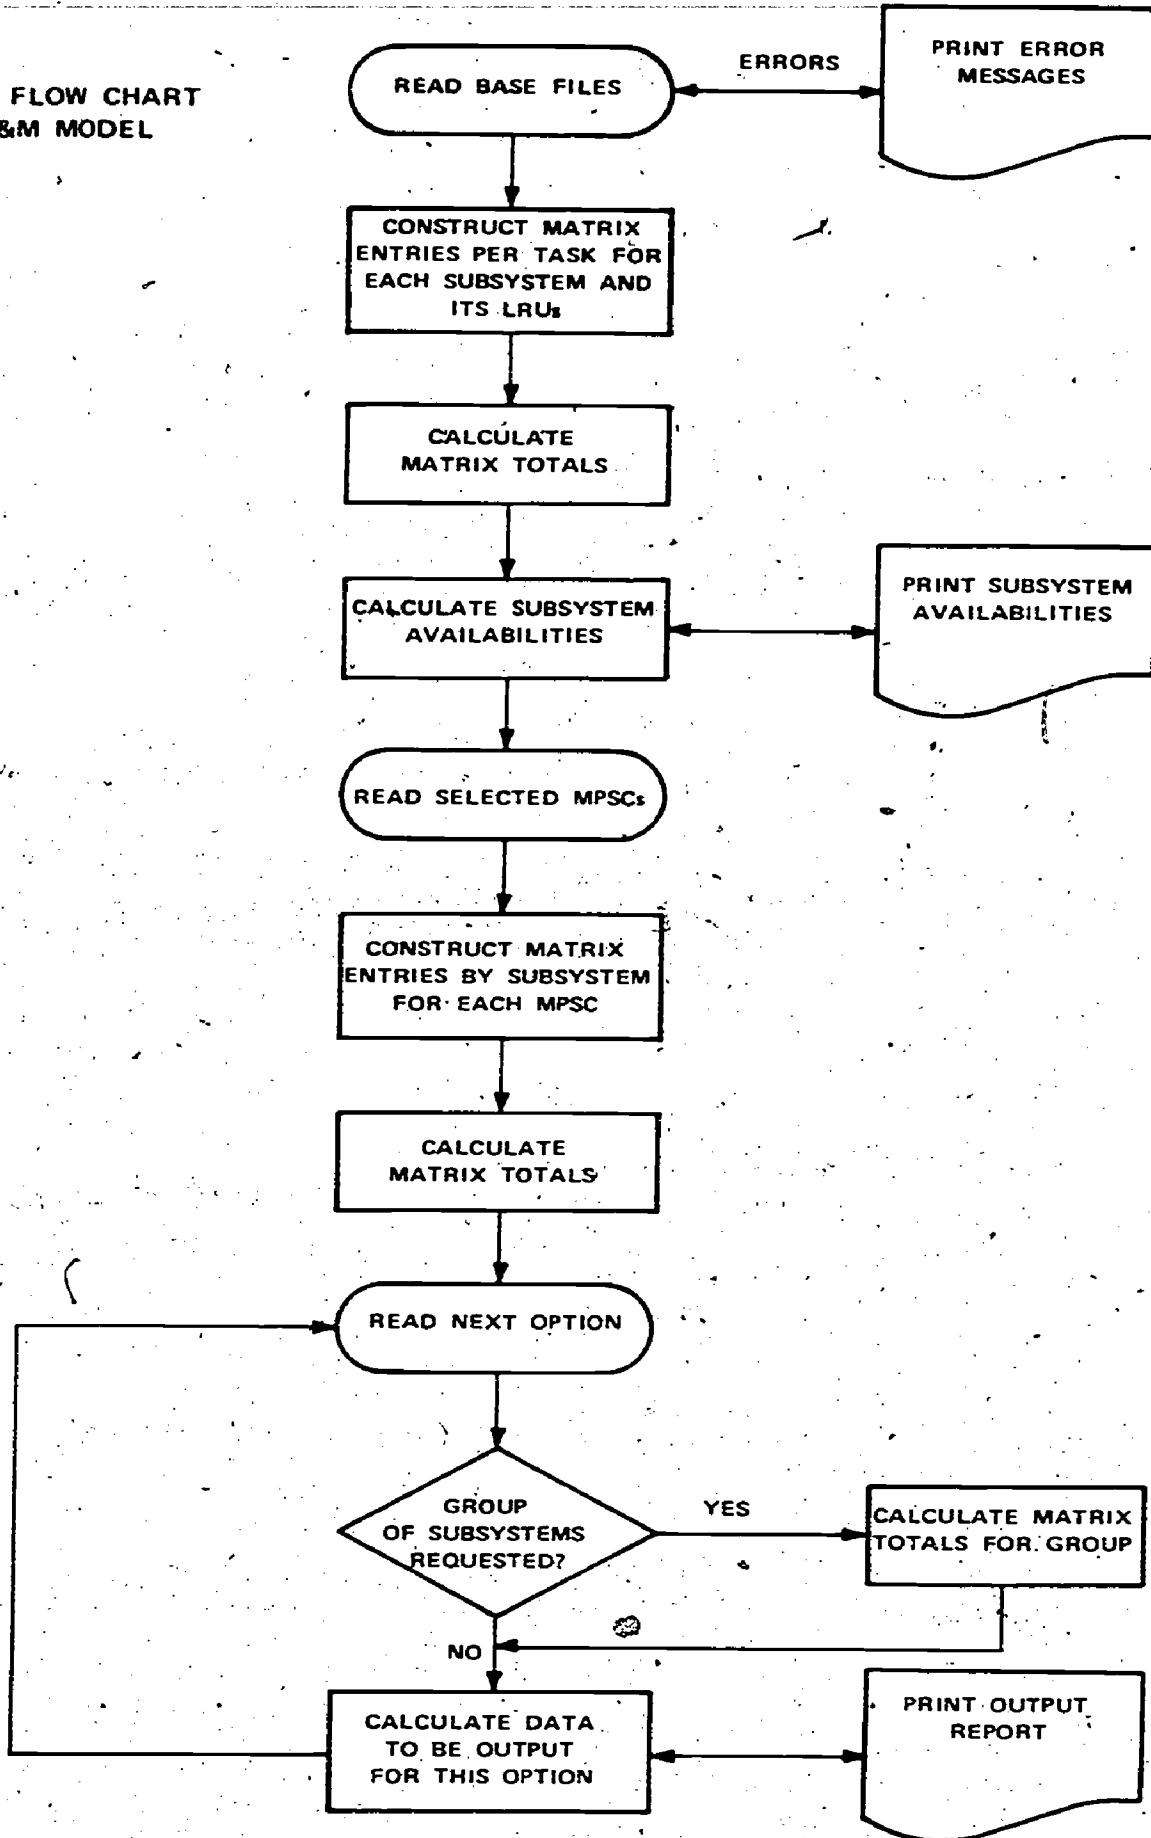 FLOW CHART
&M MODEL
READ BASE FILES
ERRORS
PRINT ERROR
MESSAGES
CONSTRUCT MATRIX
ENTRIES PER TASK FOR
EACH SUBSYSTEM AND
ITS LRUs
CALCULATE
MATRIX TOTALS
CALCULATE SUBSYSTEM
AVAILABILITIES
PRINT SUBSYSTEM
AVAILABILITIES
READ SELECTED MPSCs
CONSTRUCT MATRIX
ENTRIES BY SUBSYSTEM
FOR EACH MPSC
CALCULATE
MATRIX TOTALS
READ NEXT OPTION
GROUP
OF SUBSYSTEMS
REQUESTED?
YES
CALCULATE MATRIX
TOTALS FOR GROUP
NO
CALCULATE DATA
TO BE OUTPUT
FOR THIS OPTION
PRINT OUTPUT
REPORT